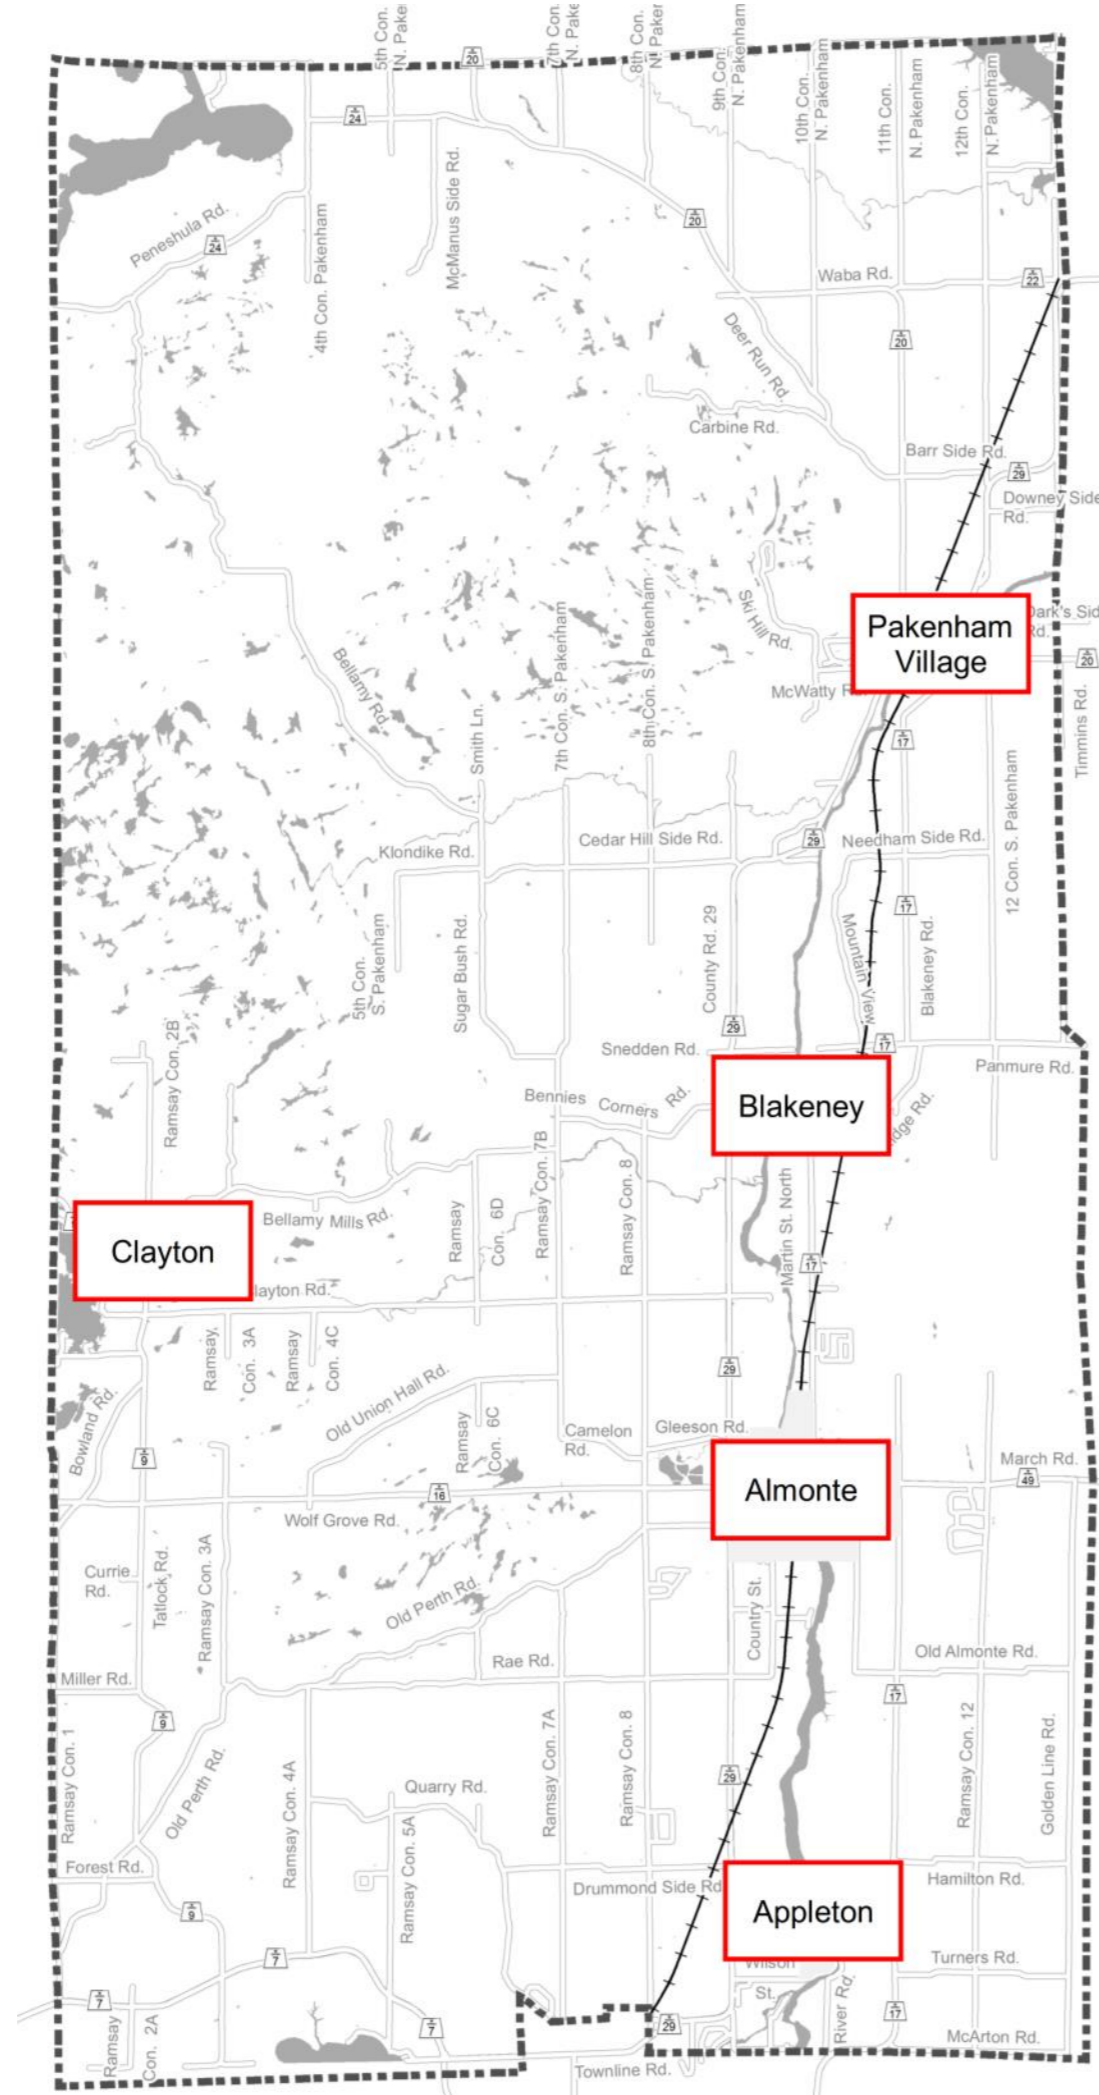 5th Con.
N. Paken
7th Con.
N. Pake
8th Con.
N. Paken
9th Con.
N. Pakenham
10th Con.
N. Pakenham
11th Con.
N. Pakenham
12th Con.
N. Pakenham
20
24
Peneshula Rd.
24
4th Con. Pakenham
McManus Side Rd.
20
Waba Rd.
22
20
Deer Run Rd.
Carbine Rd.
Barr Side Rd.
29
Downey Side
Rd.
Ski Hill Rd.
Pakenham
Village
Dark's Sid
Rd.
20
McWatty R
17
Timmins Rd.
Bellamy Rd.
Smith Ln.
7th Con. S. Pakenham
8th Con. S. Pakenham
12 Con. S. Pakenham
Klondike Rd.
Cedar Hill Side Rd.
29
Needham Side Rd.
17
5th Con.
S. Pakenham
Sugar Bush Rd.
County Rd. 29
Mountain View
Blakeney Rd.
29
Snedden Rd.
17
Panmure Rd.
Ramsay Con. 2B
Bennies Corners Rd.
Blakeney
idge Rd.
Ramsay Con. 7B
Ramsay Con. 8
Ramsay
Con. 6D
Martin St. North
Clayton
Bellamy Mills Rd.
17
layton Rd.
Ramsay
Con. 3A
Ramsay
Con. 4C
29
Bowland Rd.
Old Union Hall Rd.
Ramsay
Con. 6C
Camelon
Rd.
Gleeson Rd.
9
March Rd.
49
16
Almonte
Wolf Grove Rd.
Currie
Rd.
Tatlock Rd.
Ramsay Con. 3A
Old Perth Rd.
Country St.
Old Almonte Rd.
Rae Rd.
Miller Rd.
17
9
Ramsay Con. 1
Old Perth Rd.
Ramsay Con. 4A
Quarry Rd.
Ramsay Con. 7A
Ramsay Con. 8
29
Ramsay Con. 12
Golden Line Rd.
Ramsay Con. 5A
Forest Rd.
Drummond Side Rd
Hamilton Rd.
Appleton
9
7
Wilson
St.
Turners Rd.
River Rd.
7
Ramsay
Con. 2A
7
29
17
McArton Rd.
Townline Rd.